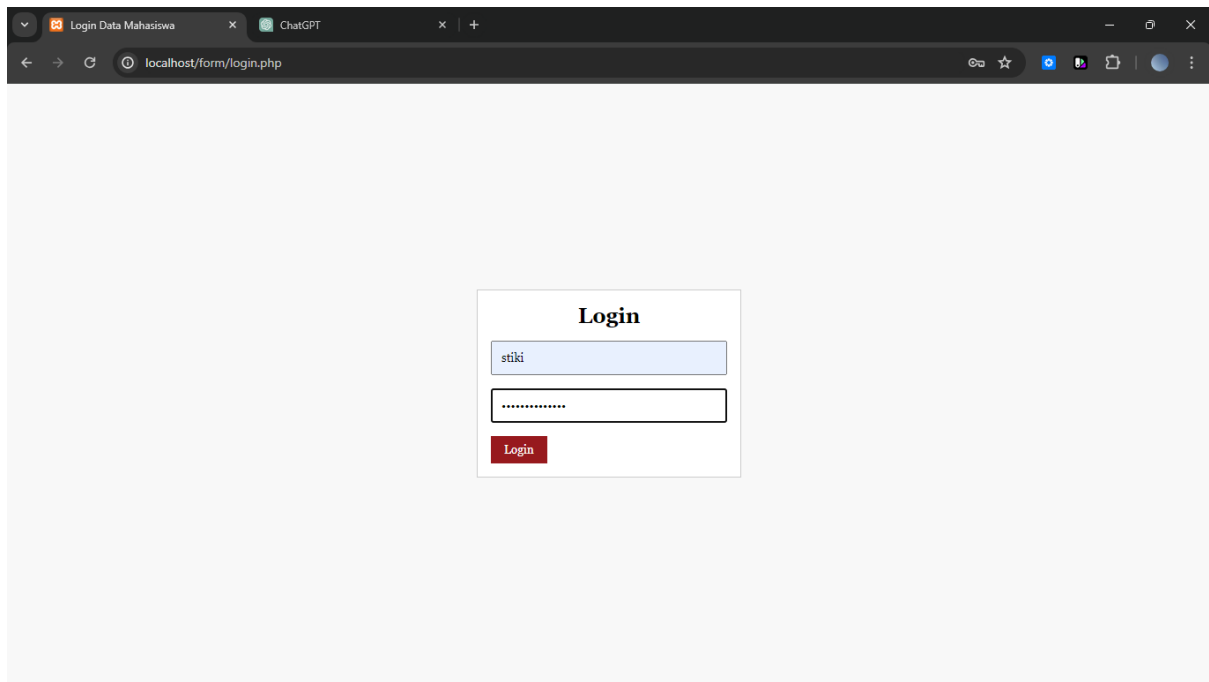 Login Data Mahasiswa
ChatGPT
localhost/form/login.php
Login
stiki
••••••••••••••
Login